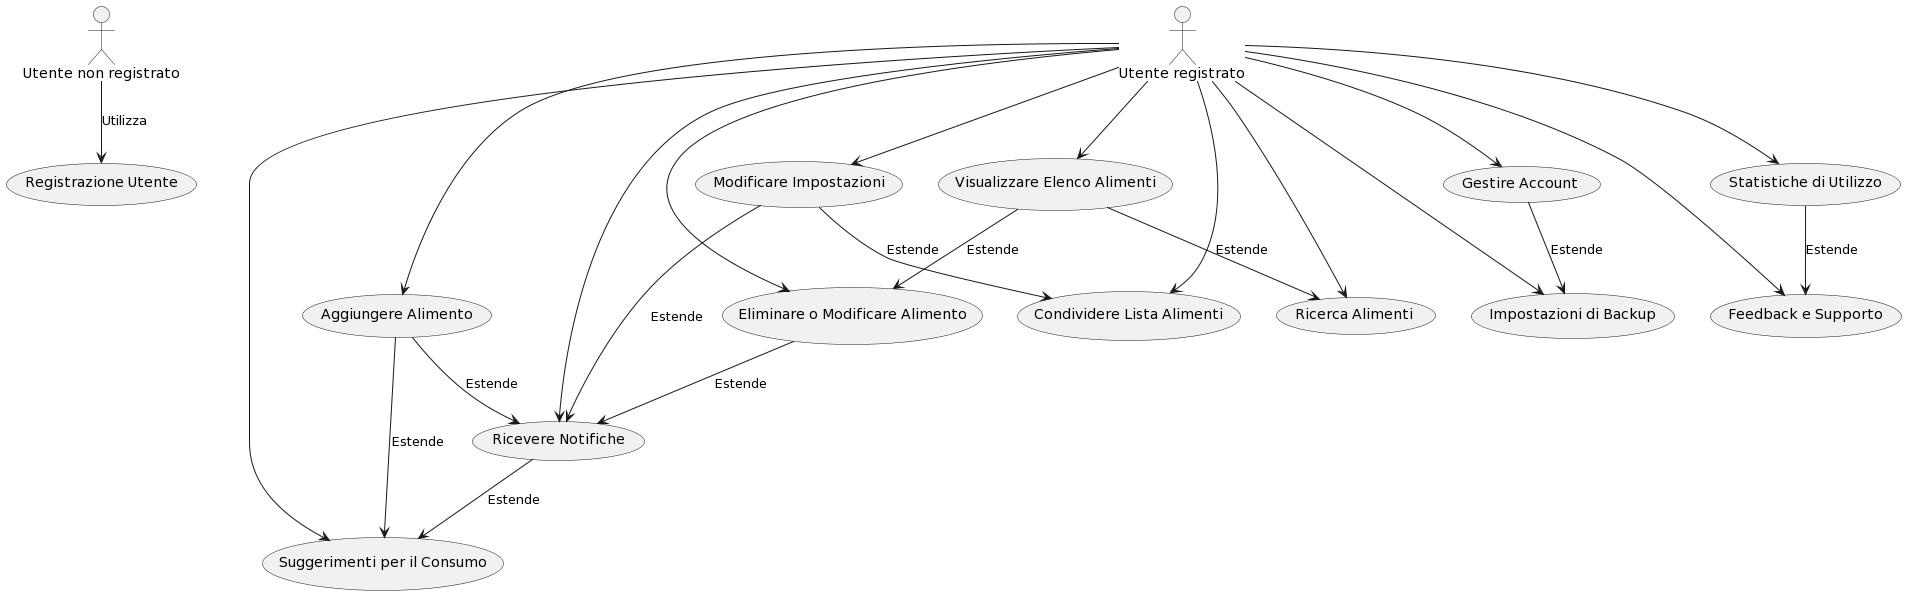 Utente non registrato
Utente registrato
Utilizza
Registrazione Utente
Modificare Impostazioni
Visualizzare Elenco Alimenti
Gestire Account
Statistiche di Utilizzo
Estende
Estende
Estende
Estende
Estende
Aggiungere Alimento
Estende
Eliminare o Modificare Alimento
Condividere Lista Alimenti
Ricerca Alimenti
Impostazioni di Backup
Feedback e Supporto
Estende
Estende
Estende
Ricevere Notifiche
Estende
Suggerimenti per il Consumo